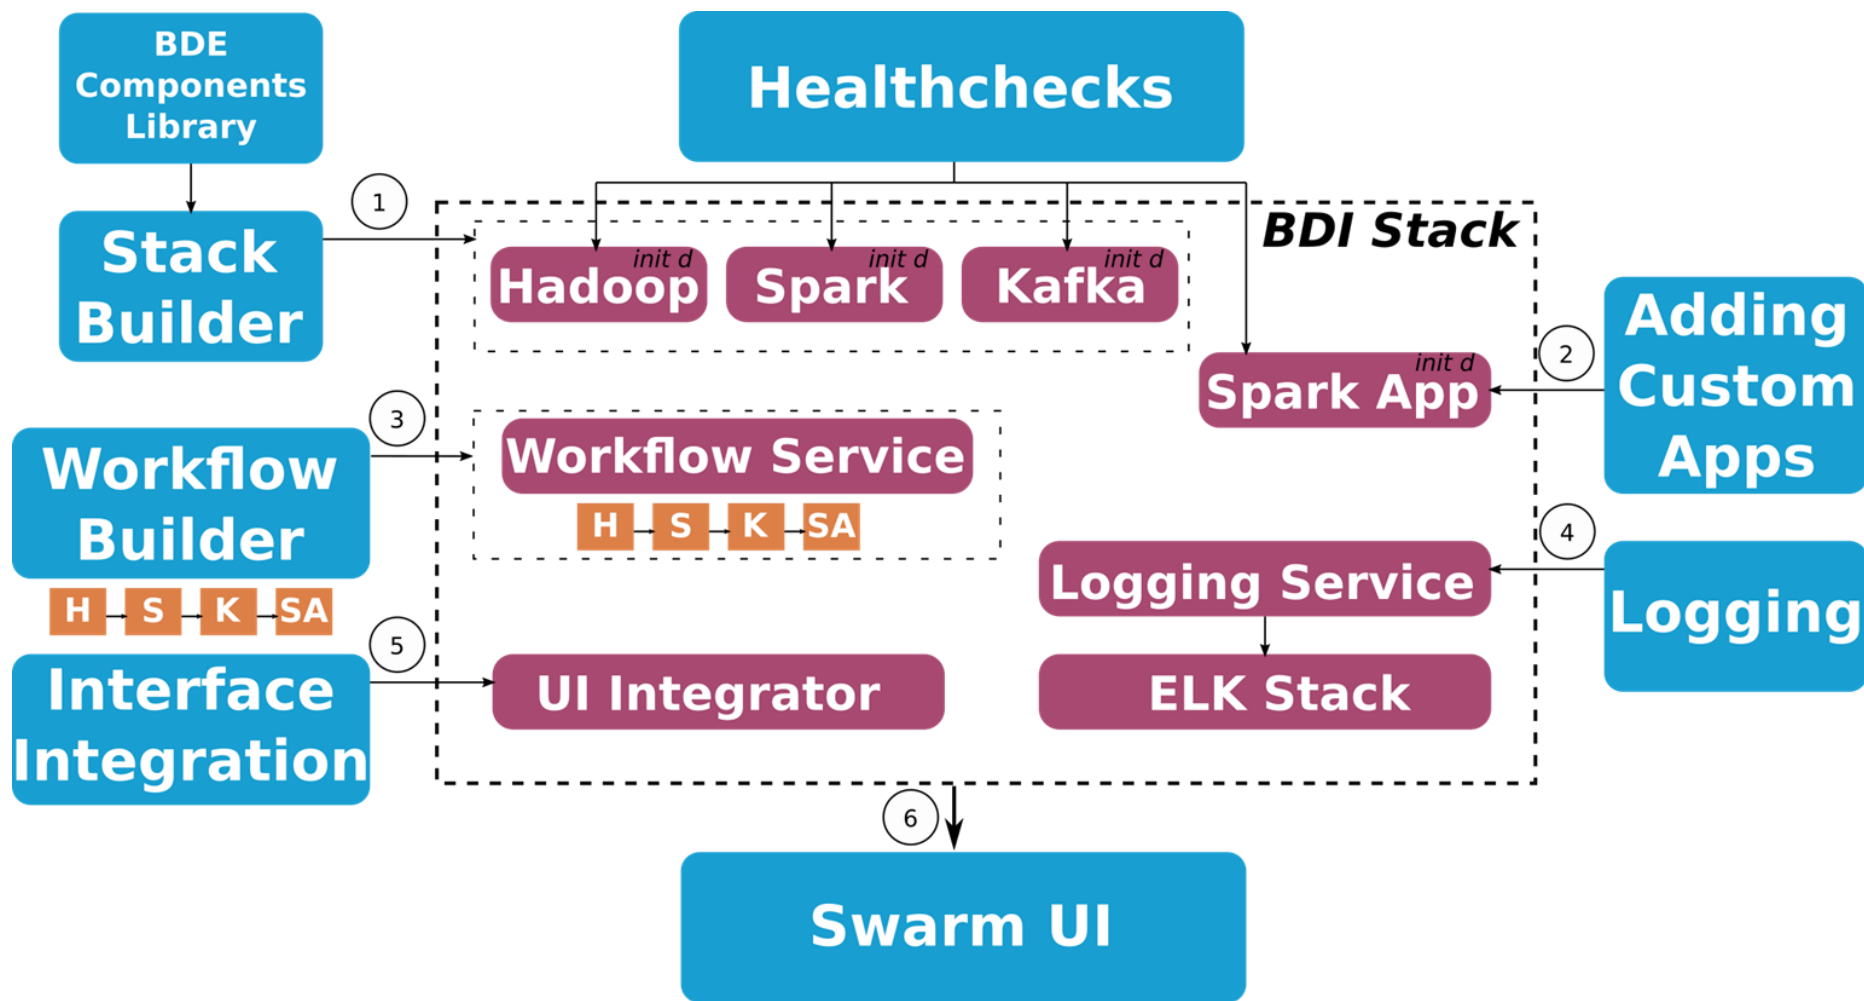 BDE
Components
Library
Healthchecks
1
Stack
Builder
BDI Stack
init d
Hadoop
init d
Spark
init d
Kafka
init d
Spark App
2
Adding
Custom
Apps
3
Workflow
Builder
H S K SA
Workflow Service
H S K SA
4
Logging Service
Logging
5
Interface
Integration
UI Integrator
ELK Stack
6
Swarm UI